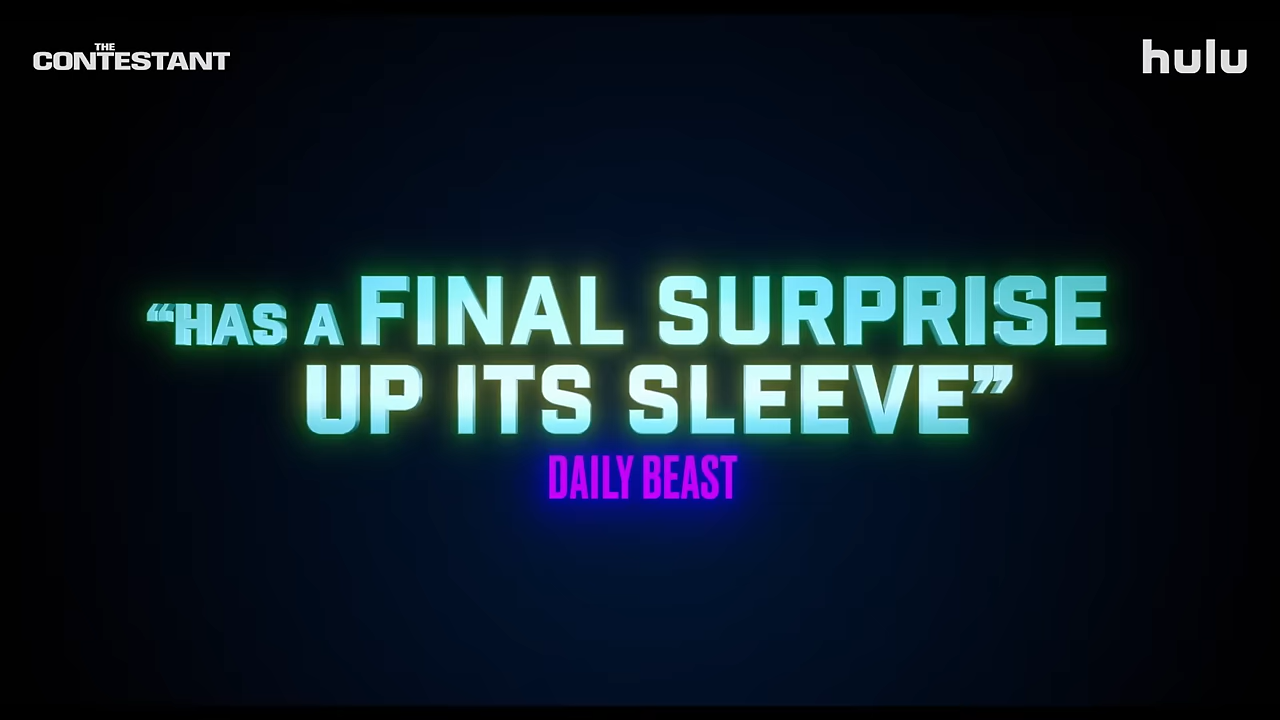 THE
CONTESTANT
hulu
“HAS A FINAL SURPRISE
UP ITS SLEEVE”
DAILY BEAST